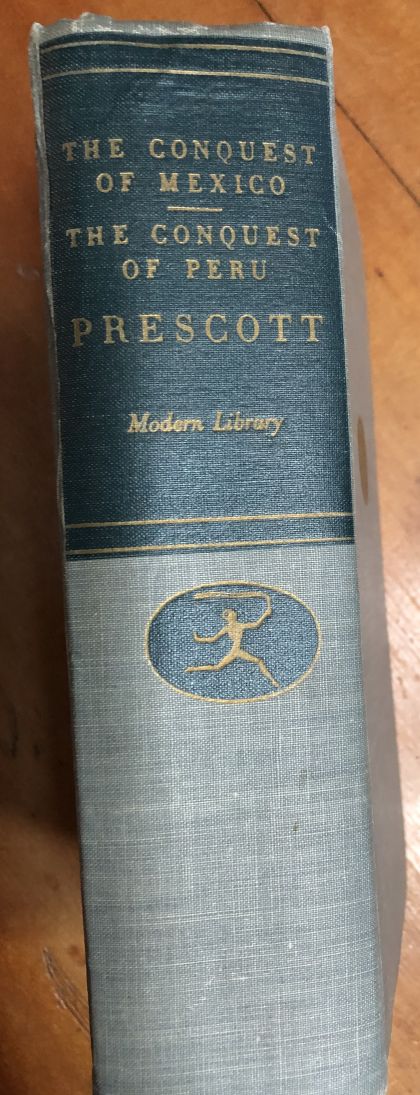 THE CONQUEST
OF MEXICO
THE CONQUEST
OF PERU
PRESCOTT
Modern Library